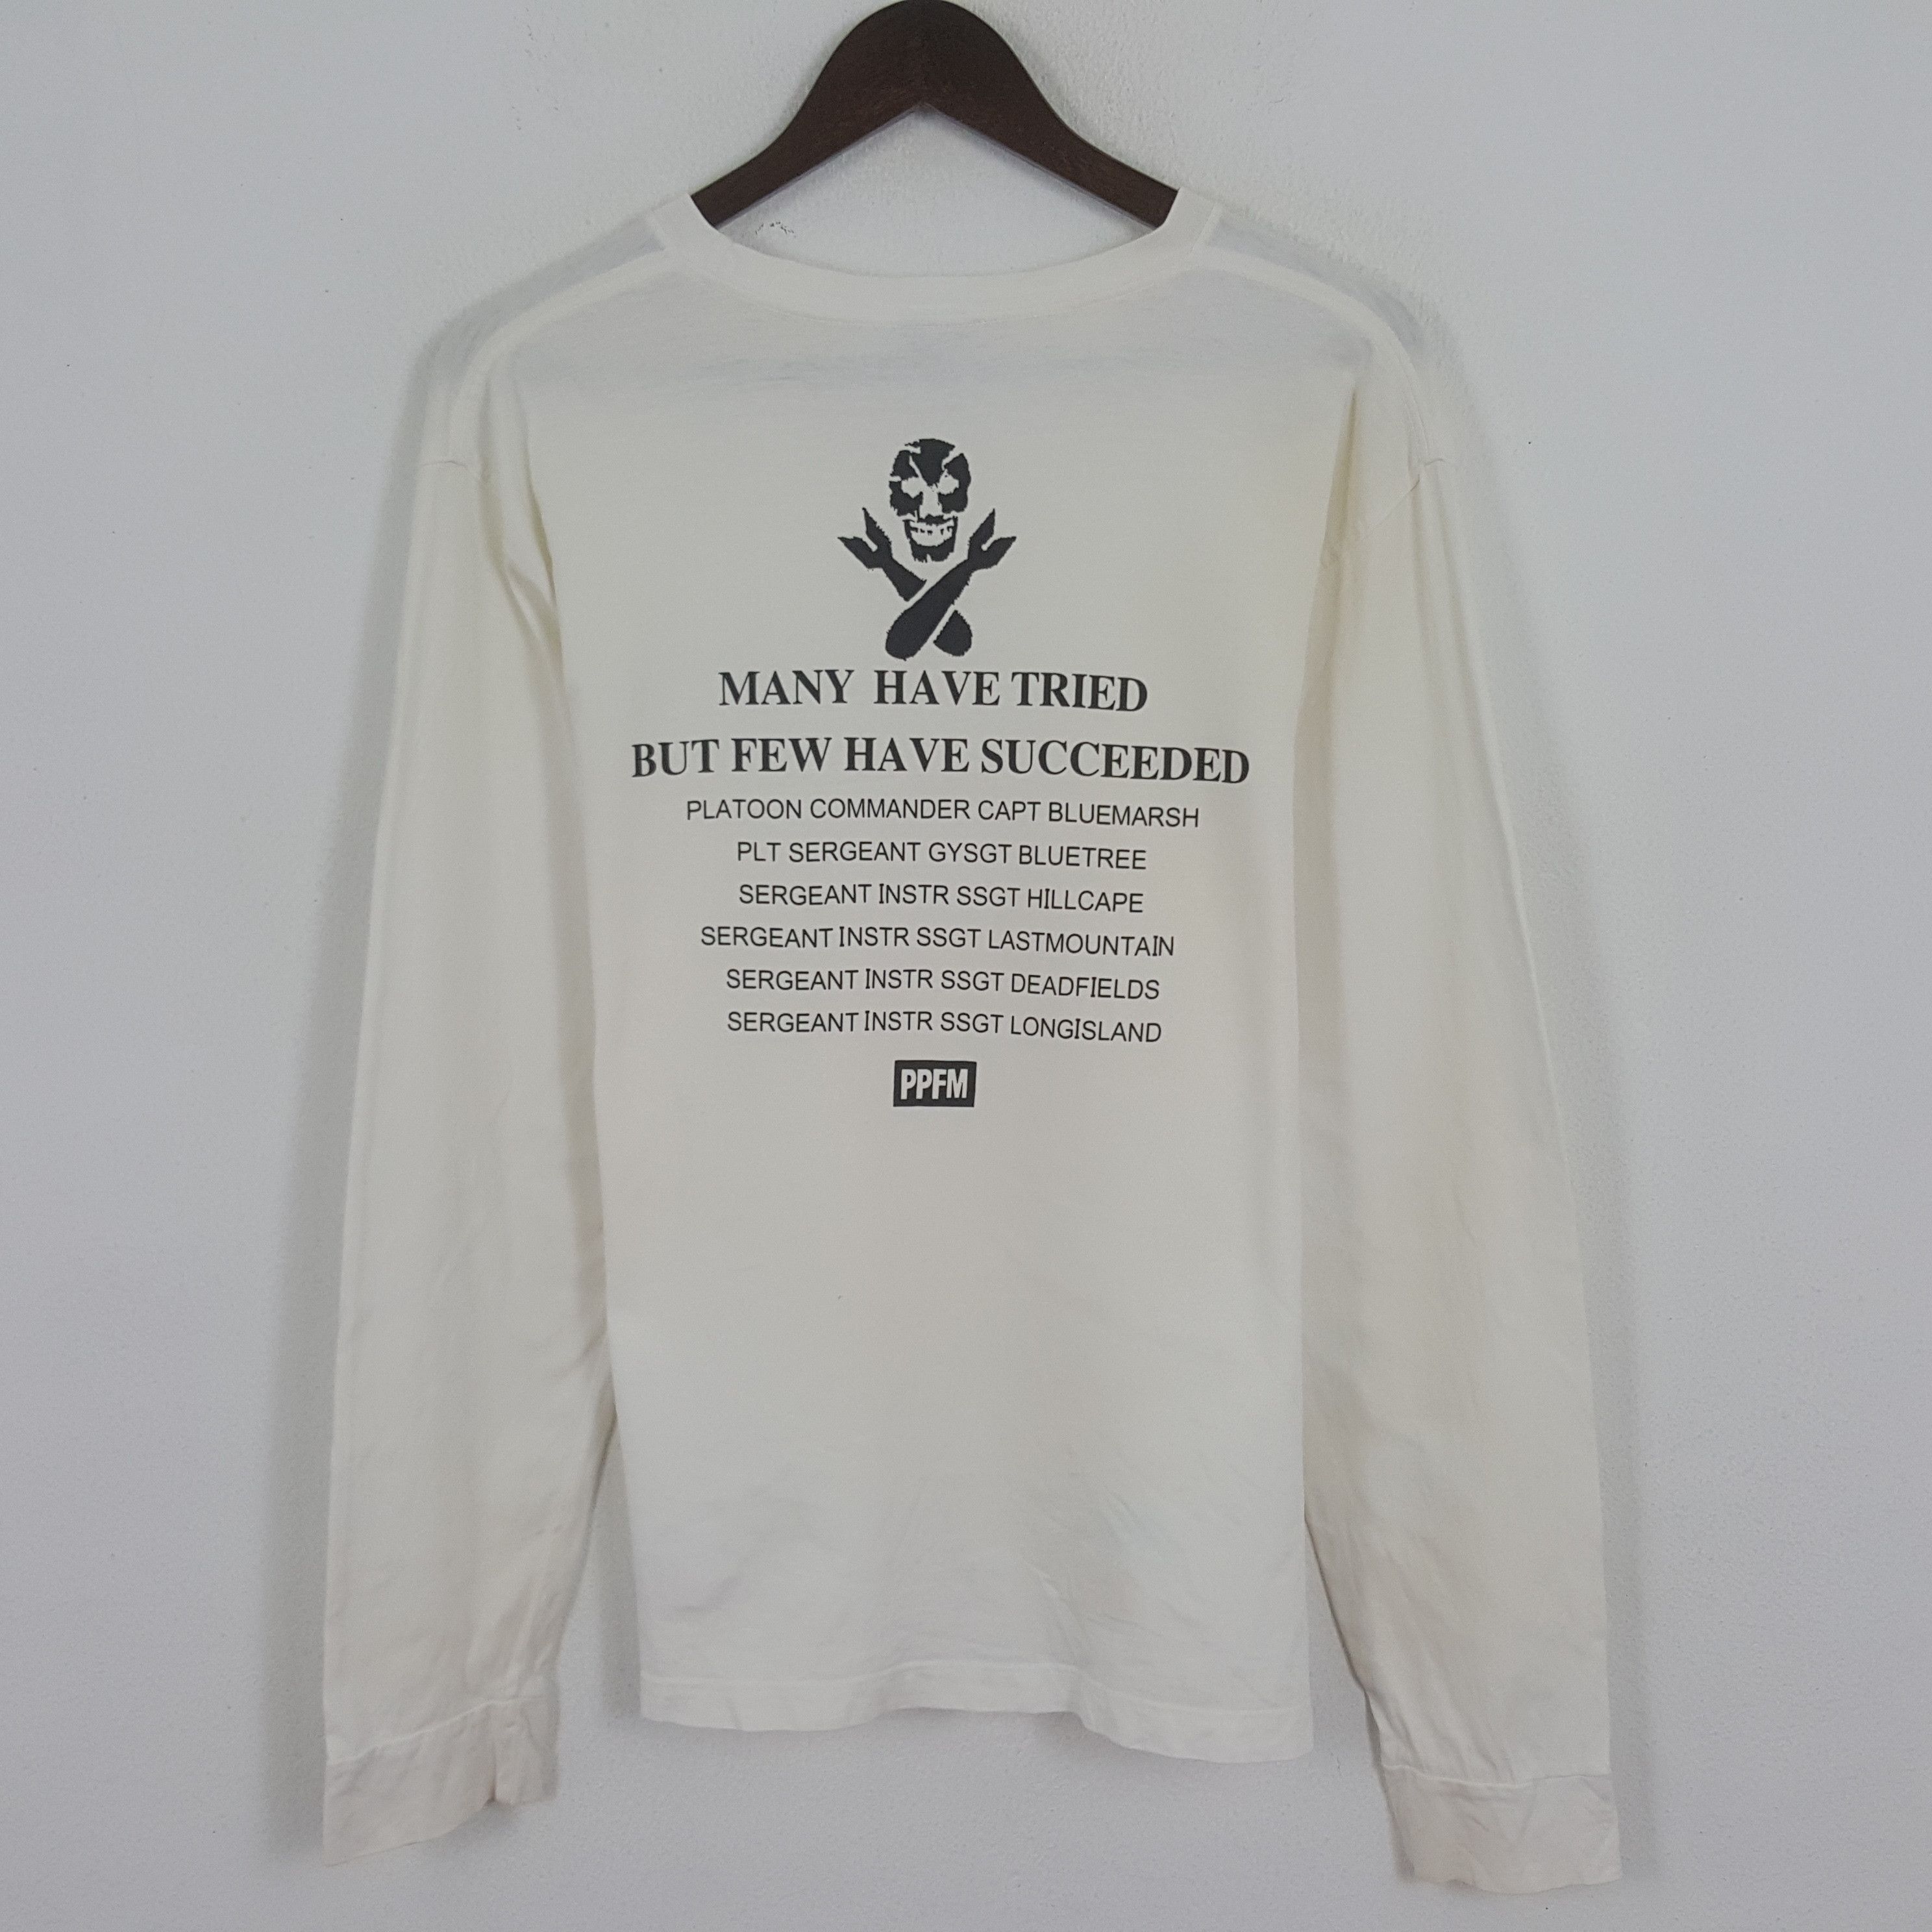 MANY HAVE TRIED
BUT FEW HAVE SUCCEEDED
PLATOON COMMANDER CAPT BLUEMARSH
PLT SERGEANT GYSGT BLUETREE
SERGEANT INSTR SSGT HILLCAPE
SERGEANT INSTR SSGT LASTMOUNTAIN
SERGEANT INSTR SSGT DEADFIELDS
SERGEANT INSTR SSGT LONGISLAND
PPFM